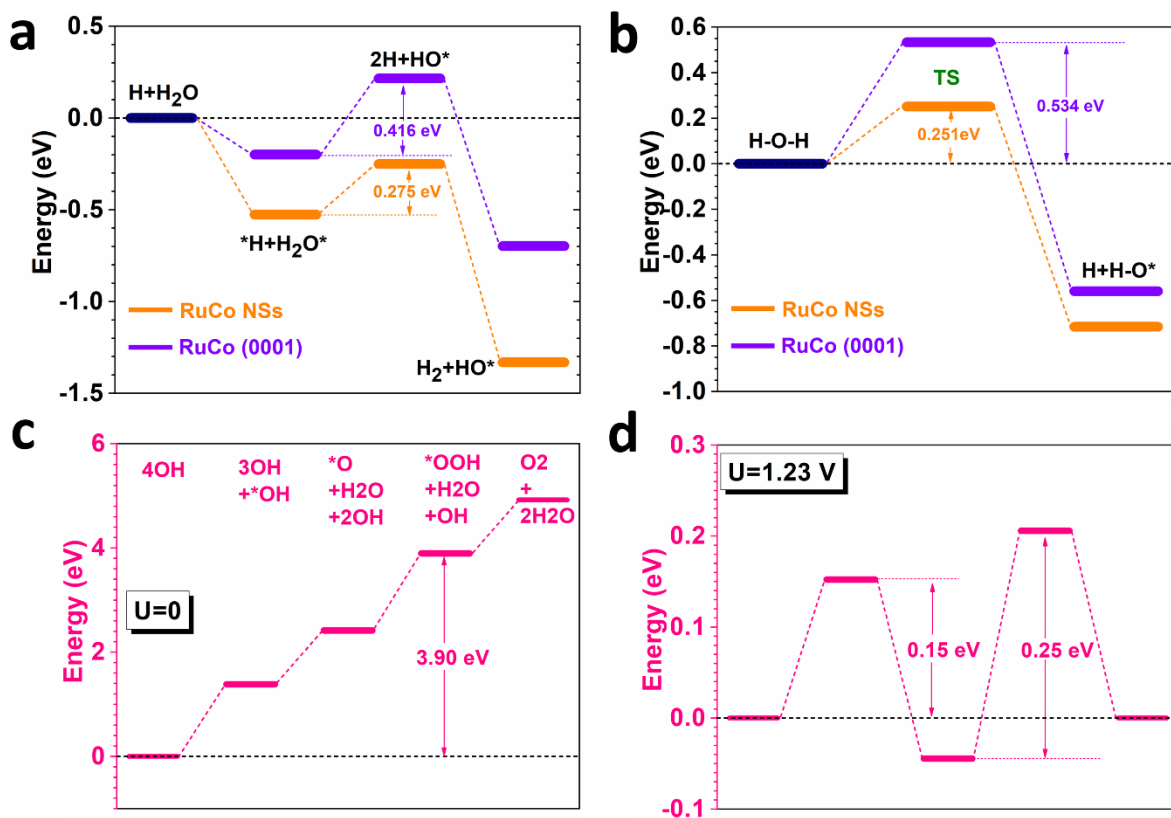 a
0.5
0.0
-0.5
-1.0
-1.5
Energy (eV)
H+H2O
2H+HO*
0.416 eV
0.275 eV
*H+H2O*
RuCo NSs
RuCo (0001)
H2+HO*
b
0.6
0.4
0.2
0.0
-0.2
-0.4
-0.6
-0.8
-1.0
Energy (eV)
TS
0.534 eV
H-O-H
0.251eV
H+H-O*
RuCo NSs
RuCo (0001)
c
6
4
2
0
Energy (eV)
4OH
3OH
+*OH
*O
+H2O
+2OH
*OOH
+H2O
+OH
O2
+
2H2O
U=0
3.90 eV
d
0.3
0.2
0.1
0.0
-0.1
Energy (eV)
U=1.23 V
0.15 eV
0.25 eV